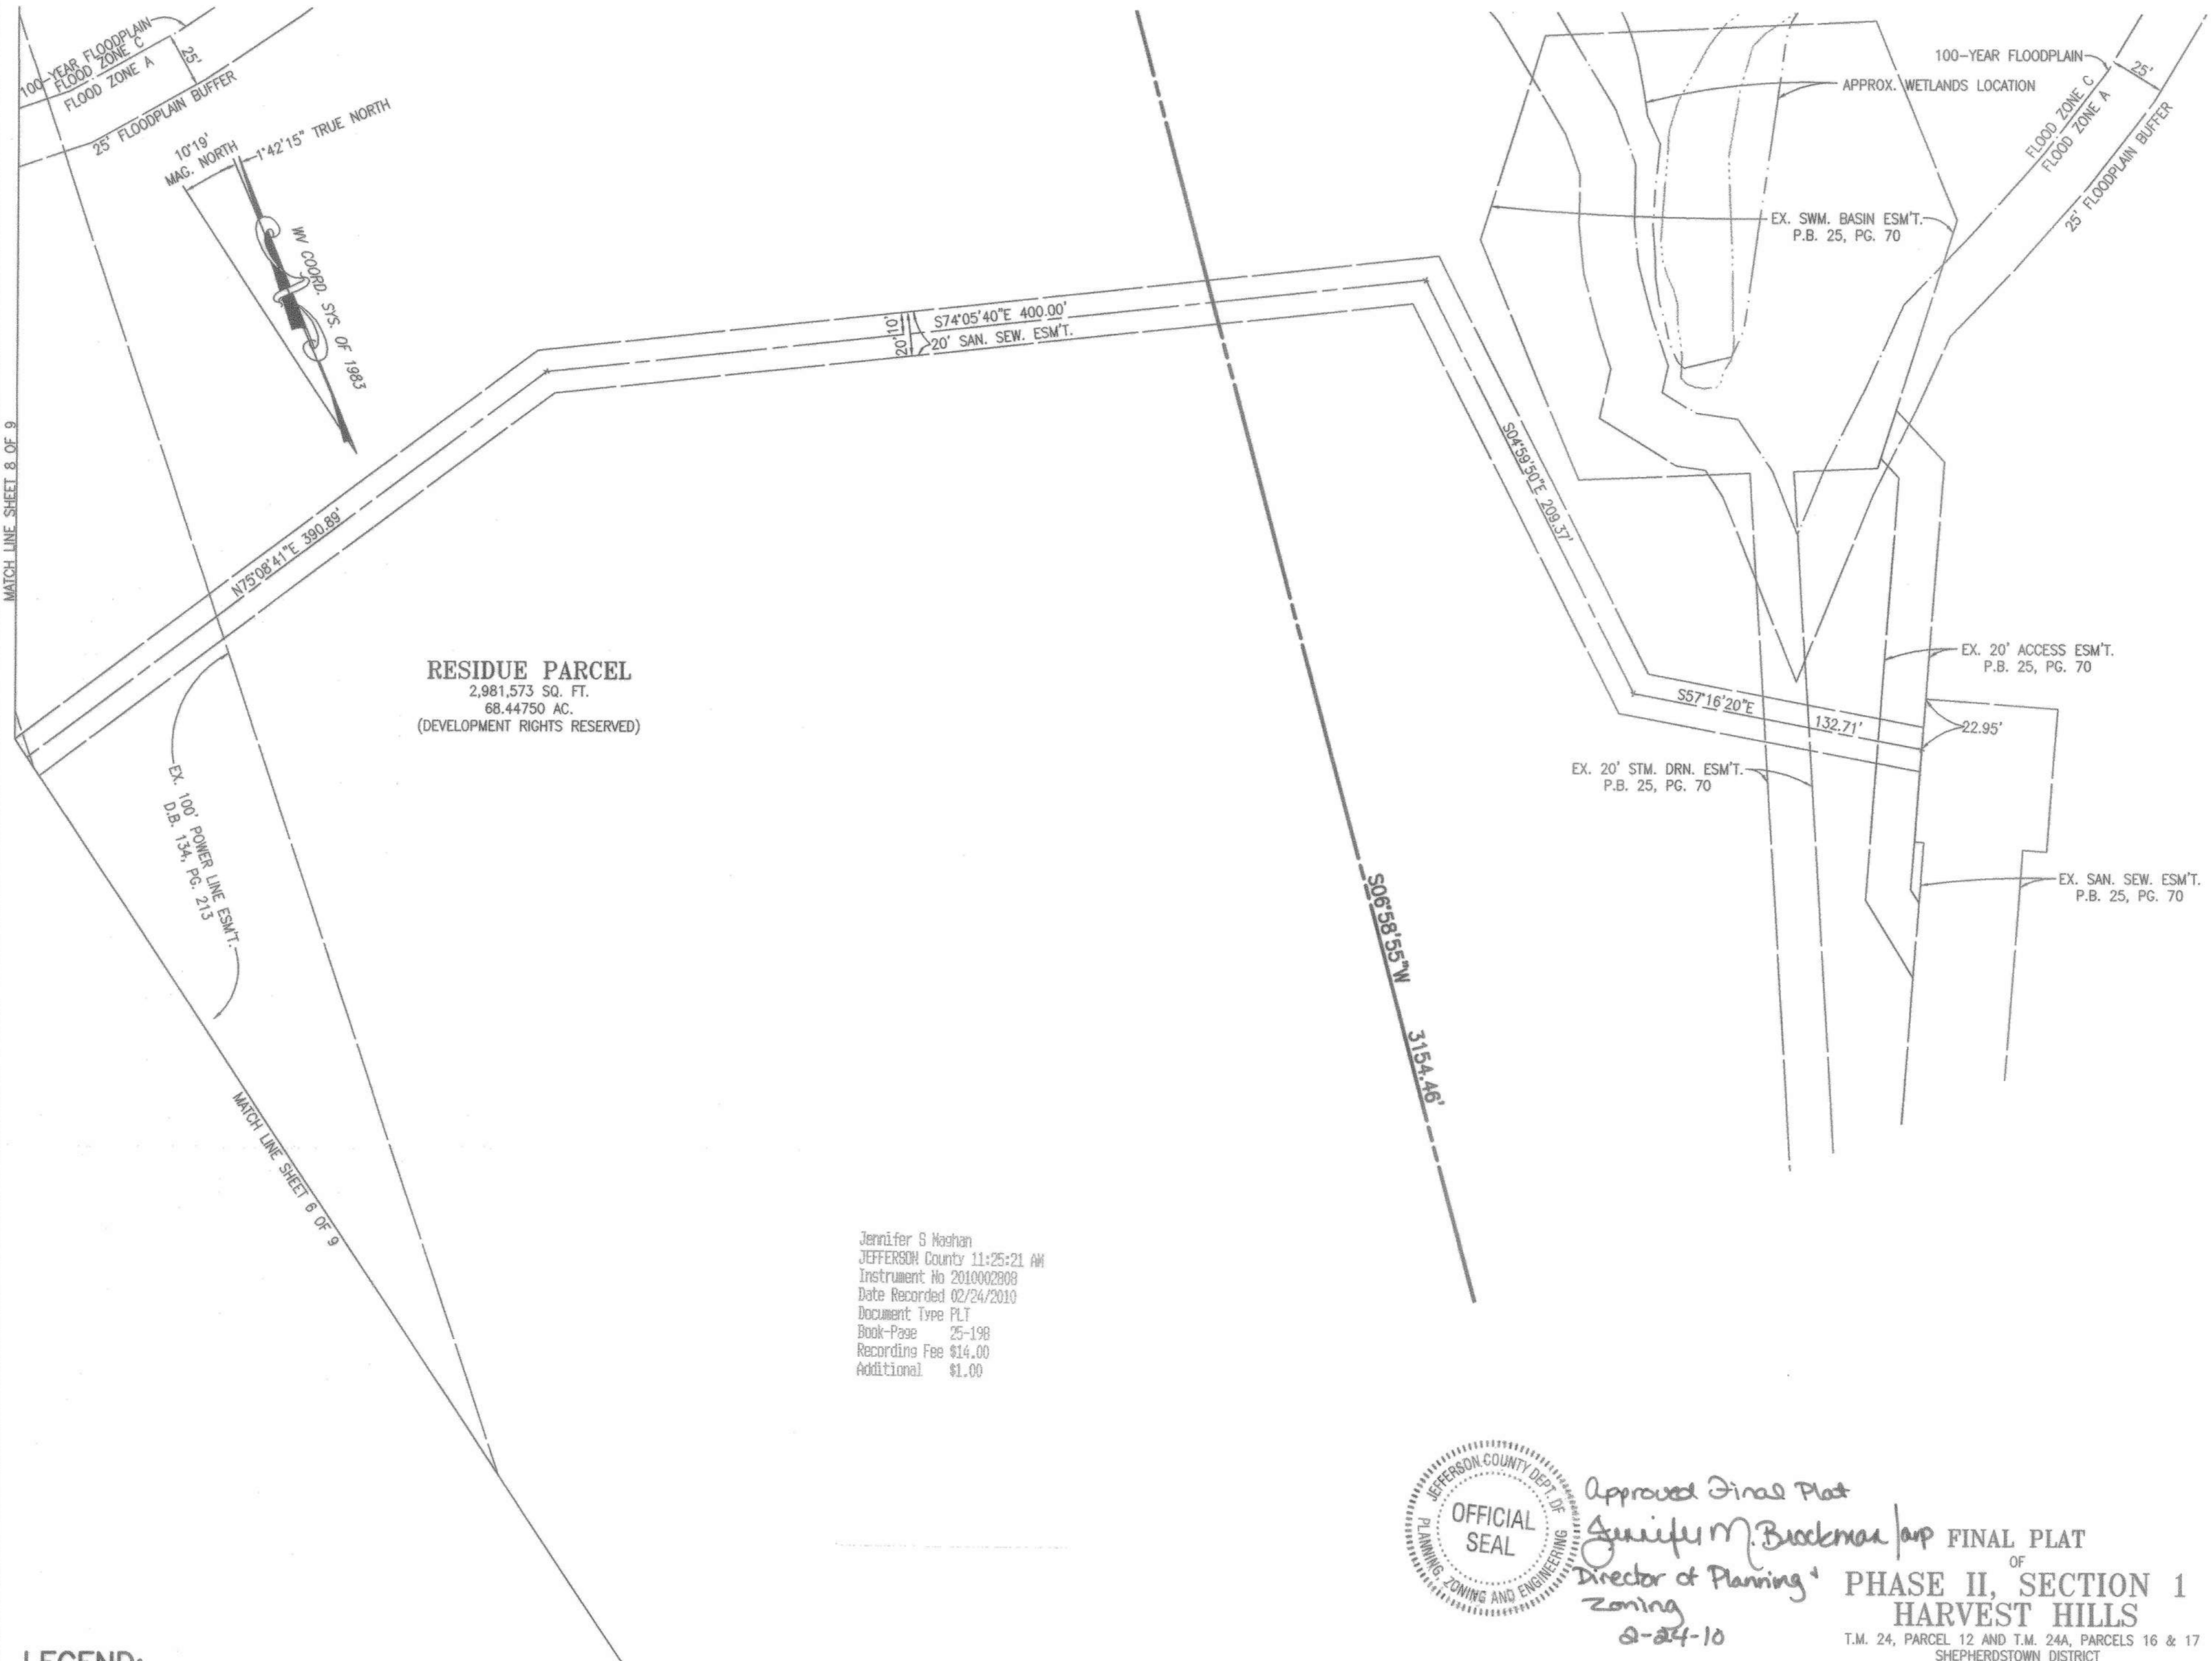 100-YEAR FLOODPLAIN
FLOOD ZONE C
FLOOD ZONE A
25'
25' FLOODPLAIN BUFFER
10°19'
MAG. NORTH
1°42'15" TRUE NORTH
WV COORD. SYS. OF 1983
MATCH LINE SHEET 8 OF 9
N75°08'41"E 390.89'
20'
10'
S74°05'40"E 400.00'
20' SAN. SEW. ESM'T.
100-YEAR FLOODPLAIN
APPROX. WETLANDS LOCATION
25'
FLOOD ZONE C
FLOOD ZONE A
25' FLOODPLAIN BUFFER
EX. SWM. BASIN ESM'T.
P.B. 25, PG. 70
S04°59'50"E 209.37'
RESIDUE PARCEL
2,981,573 SQ. FT.
68.44750 AC.
(DEVELOPMENT RIGHTS RESERVED)
EX. 20' ACCESS ESM'T.
P.B. 25, PG. 70
S57°16'20"E
132.71'
22.95'
EX. 20' STM. DRN. ESM'T.
P.B. 25, PG. 70
EX. 100' POWER LINE ESM'T.
D.B. 134, PG. 213
EX. SAN. SEW. ESM'T.
P.B. 25, PG. 70
S06°58'55"W 3154.46'
MATCH LINE SHEET 6 OF 9
Jennifer S Maghan
JEFFERSON County 11:25:21 AM
Instrument No 2010002808
Date Recorded 02/24/2010
Document Type PLT
Book-Page 25-198
Recording Fee $14.00
Additional $1.00
JEFFERSON COUNTY DEPT. OF
PLANNING, ZONING AND ENGINEERING
OFFICIAL
SEAL
Approved Final Plat
Jennifer M. Brockman/arp
Director of Planning &
Zoning
2-24-10
FINAL PLAT
OF
PHASE II, SECTION 1
HARVEST HILLS
T.M. 24, PARCEL 12 AND T.M. 24A, PARCELS 16 & 17
SHEPHERDSTOWN DISTRICT
LEGEND: